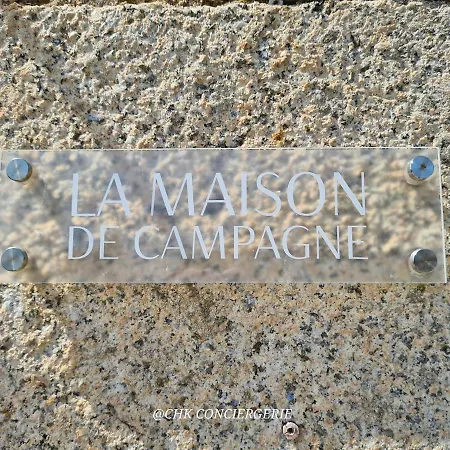 LA MAISON
DE CAMPAGNE
@CHK CONCIERGERIE